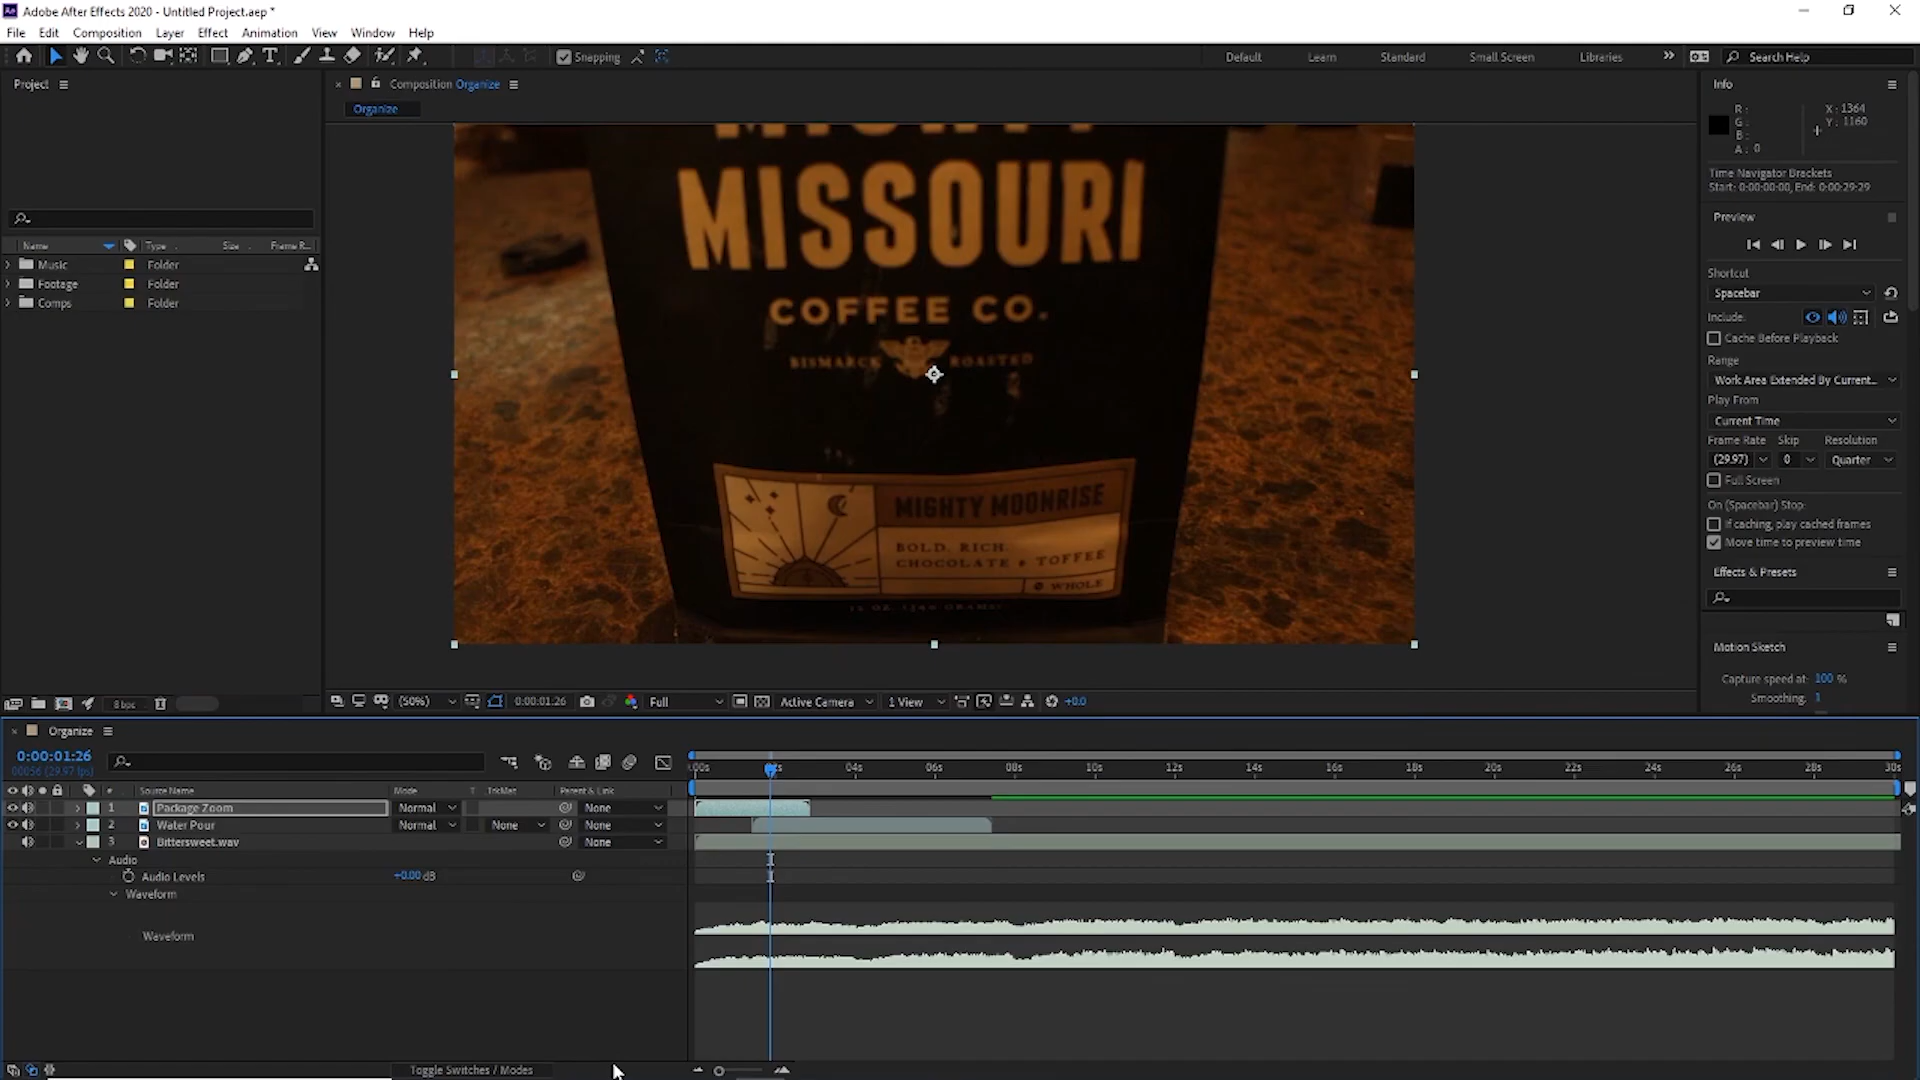 Adobe After Effects 2020 - Untitled Project.aep *
File Edit Composition Layer Effect Animation View Window Help
Snapping
Default Learn Standard Small Screen Libraries
Search Help
Project
Name Type Size Frame R...
Music Folder
Footage Folder
Comps Folder
8 bpc
Composition Organize
Organize
MIGHTY
MISSOURI
COFFEE CO.
BISMARCK ROASTED
MIGHTY MOONRISE
BOLD. RICH.
CHOCOLATE + TOFFEE
WHOLE
12 OZ.
(50%) 0:00:01:26 Full Active Camera 1 View +0.0
Info
R :
G :
B :
A : 0
X : 1364
Y : 1160
Time Navigator Brackets
Start: 0:00:00:00, End: 0:00:29:29
Preview
Shortcut
Spacebar
Include:
Cache Before Playback
Range
Work Area Extended By Current...
Play From
Current Time
Frame Rate Skip Resolution
(29.97) 0 Quarter
Full Screen
On (Spacebar) Stop:
If caching, play cached frames
Move time to preview time
Effects & Presets
Motion Sketch
Capture speed at: 100 %
Smoothing: 1
Organize
0:00:01:26
00056 (29.97 fps)
:00s 02s 04s 06s 08s 10s 12s 14s 16s 18s 20s 22s 24s 26s 28s 30s
# Source Name Mode T TrkMat Parent & Link
1 Package Zoom Normal None
2 Water Pour Normal None None
3 Bittersweet.wav None
Audio
Audio Levels +0.00 dB
Waveform
Waveform
Toggle Switches / Modes